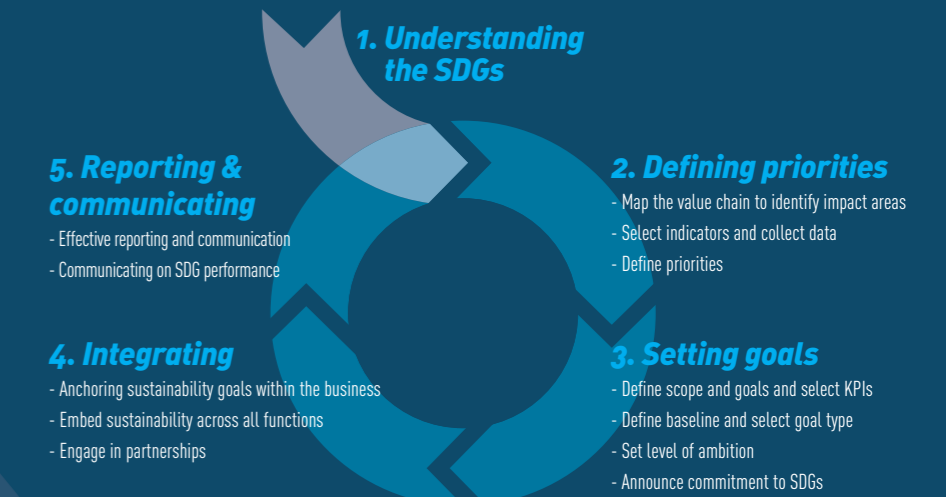 1. Understanding
the SDGs
2. Defining priorities
- Map the value chain to identify impact areas
- Select indicators and collect data
- Define priorities
3. Setting goals
- Define scope and goals and select KPIs
- Define baseline and select goal type
- Set level of ambition
- Announce commitment to SDGs
4. Integrating
- Anchoring sustainability goals within the business
- Embed sustainability across all functions
- Engage in partnerships
5. Reporting &
communicating
- Effective reporting and communication
- Communicating on SDG performance